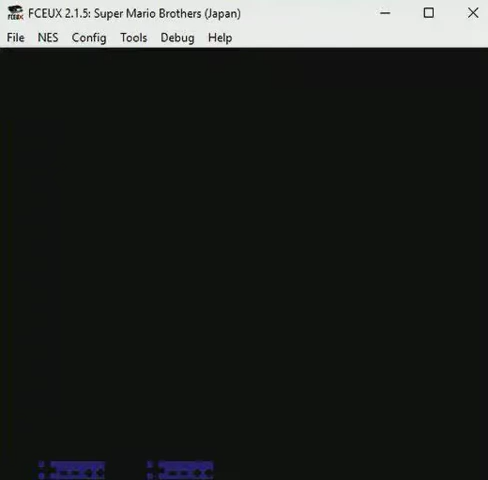 FCEUX 2.1.5: Super Mario Brothers (Japan)
File NES Config Tools Debug Help